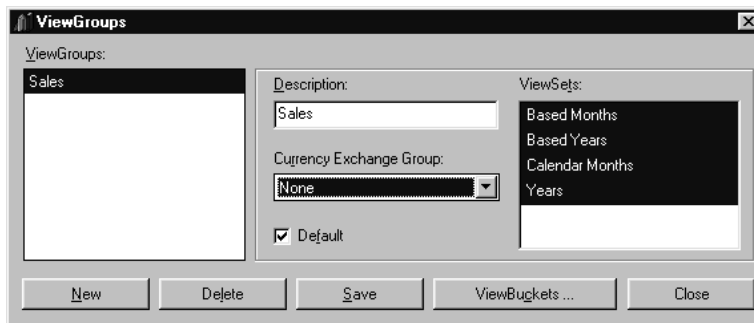 ViewGroups
ViewGroups:
Sales
Description:
Sales
Currency Exchange Group:
None
Default
ViewSets:
Based Months
Based Years
Calendar Months
Years
New
Delete
Save
ViewBuckets ...
Close